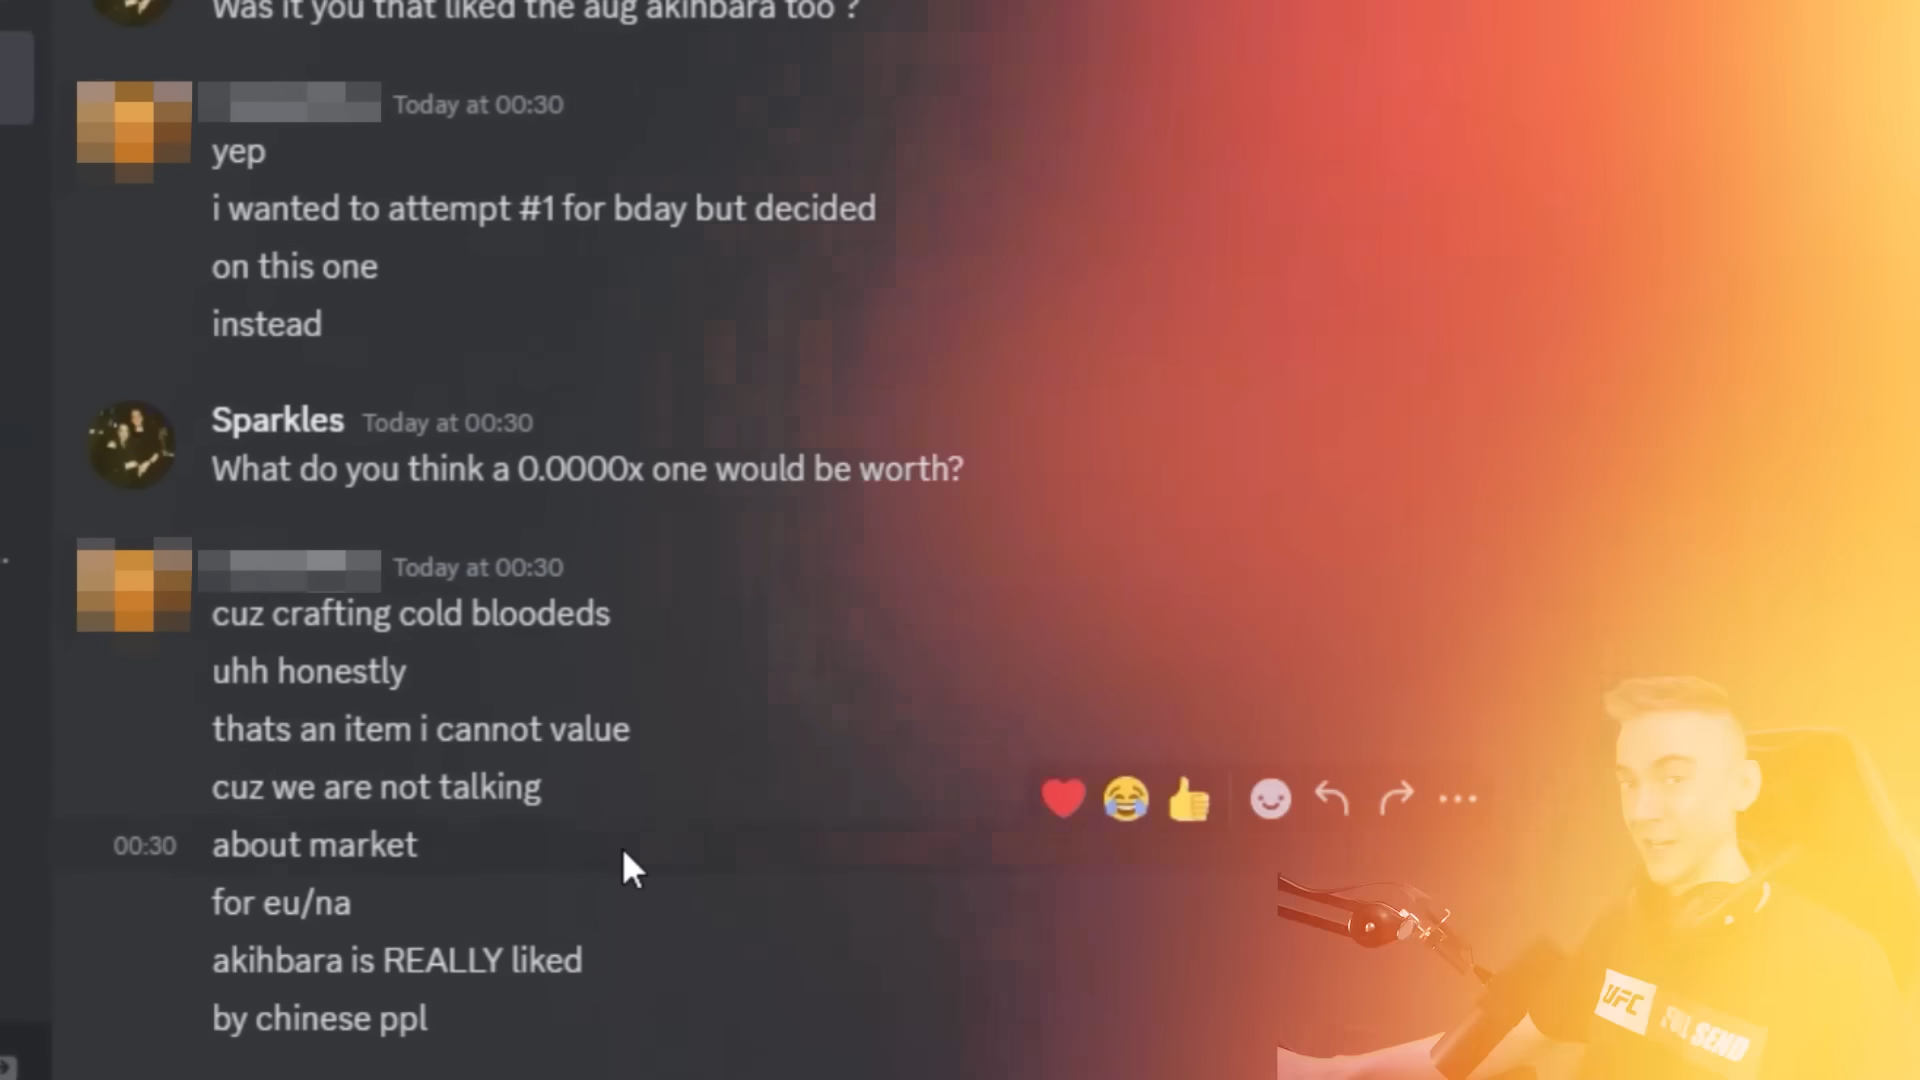 Was it you that liked the aug akihbara too ?
Today at 00:30
yep
i wanted to attempt #1 for bday but decided
on this one
instead
Sparkles Today at 00:30
What do you think a 0.0000x one would be worth?
Today at 00:30
cuz crafting cold bloodeds
uhh honestly
thats an item i cannot value
cuz we are not talking
00:30 about market
for eu/na
akihbara is REALLY liked
by chinese ppl
UFC
FULL SEND